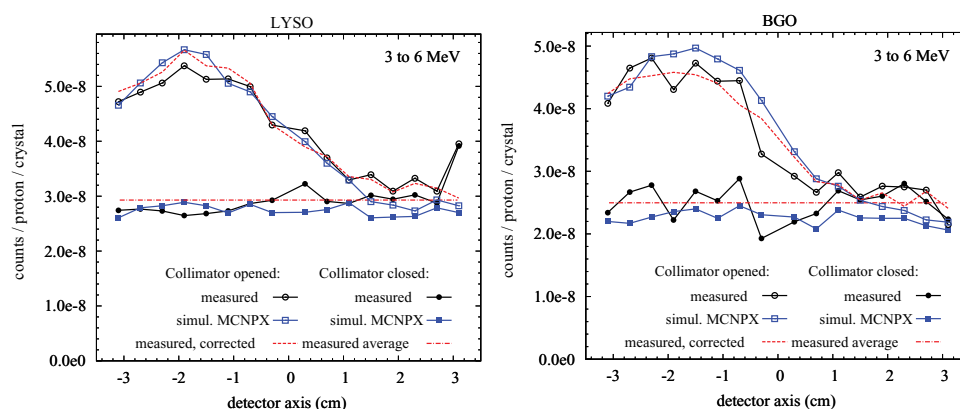 LYSO
3 to 6 MeV
5.0e-8
4.0e-8
3.0e-8
2.0e-8
1.0e-8
0.0e0
counts / proton / crystal
Collimator opened: Collimator closed:
measured measured
simul. MCNPX simul. MCNPX
measured, corrected measured average
-3 -2 -1 0 1 2 3
detector axis (cm)
BGO
3 to 6 MeV
5.0e-8
4.0e-8
3.0e-8
2.0e-8
1.0e-8
0.0e0
counts / proton / crystal
Collimator opened: Collimator closed:
measured measured
simul. MCNPX simul. MCNPX
measured, corrected measured average
-3 -2 -1 0 1 2 3
detector axis (cm)